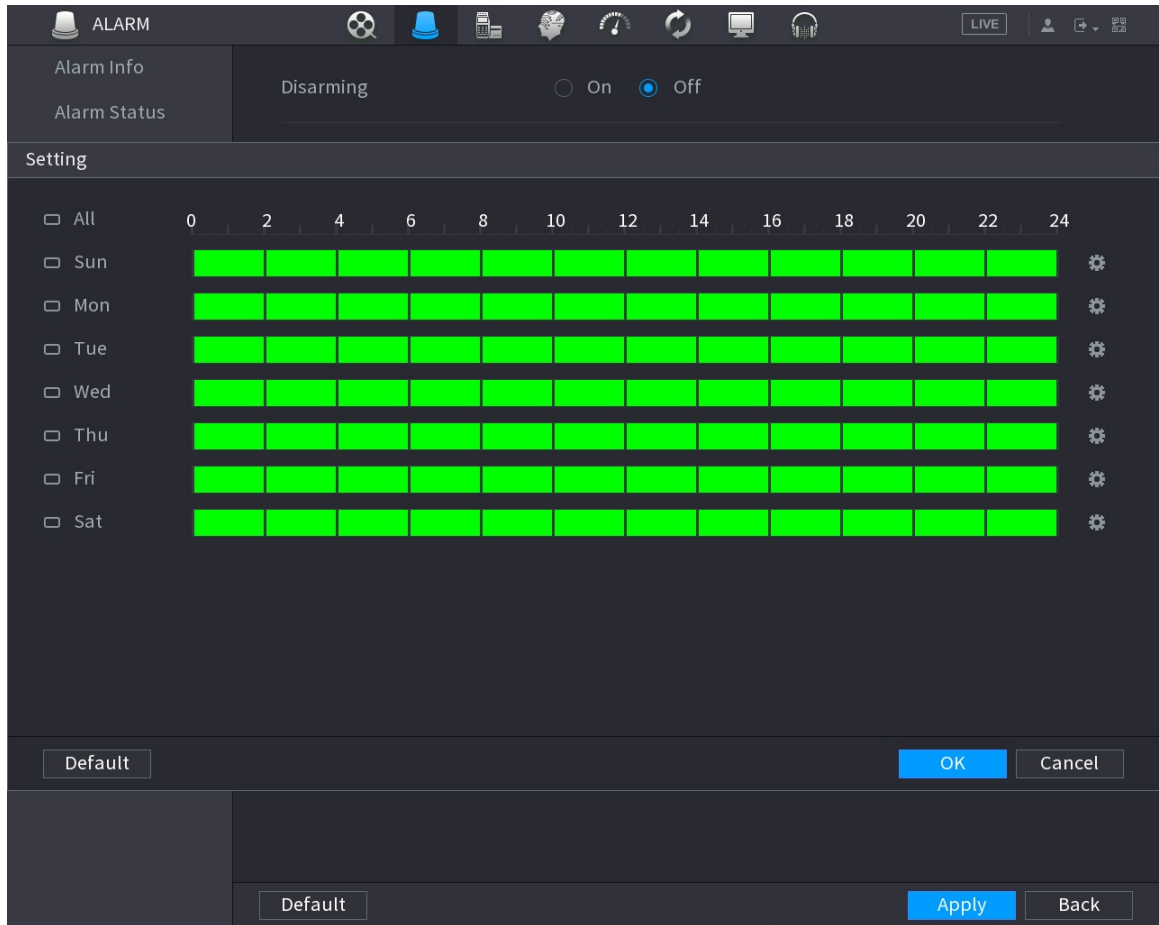 ALARM LIVE
Alarm Info
Alarm Status
Disarming On Off
Setting
All 0 2 4 6 8 10 12 14 16 18 20 22 24
Sun
Mon
Tue
Wed
Thu
Fri
Sat
Default OK Cancel
Default Apply Back